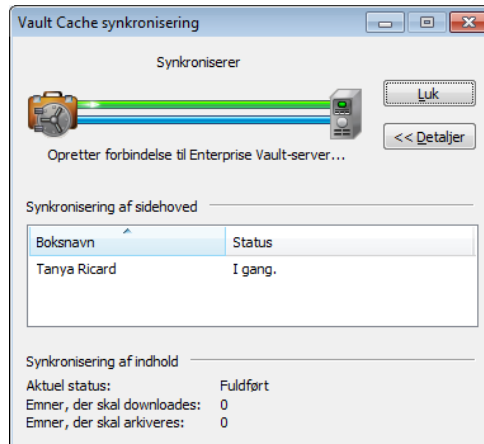 Vault Cache synkronisering
Synkroniserer
Luk
<< Detaljer
Opretter forbindelse til Enterprise Vault-server...
Synkronisering af sidehoved
Boksnavn Status
Tanya Ricard I gang.
Synkronisering af indhold
Aktuel status: Fuldført
Emner, der skal downloades: 0
Emner, der skal arkiveres: 0